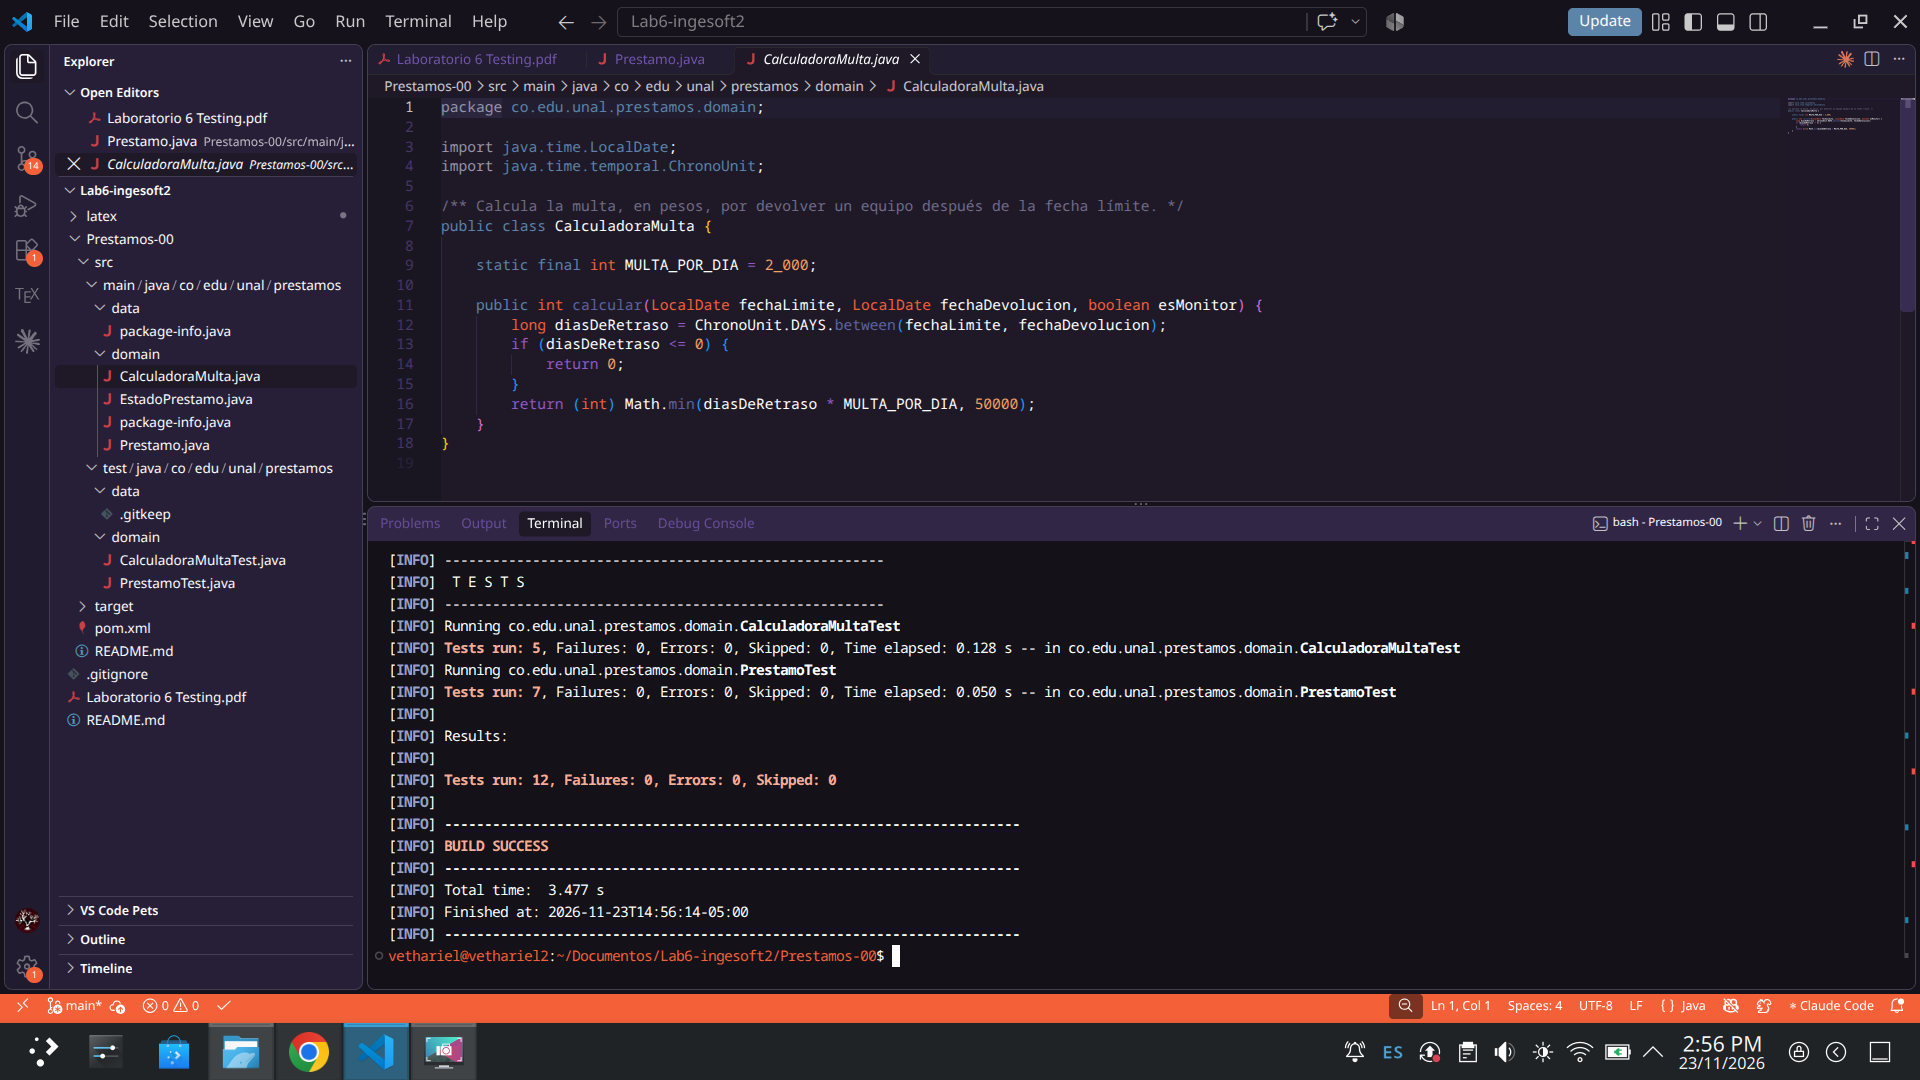 File Edit Selection View Go Run Terminal Help
Lab6-ingesoft2
Update
Explorer
Open Editors
Laboratorio 6 Testing.pdf
Prestamo.java Prestamos-00/src/main/j...
CalculadoraMulta.java Prestamos-00/src...
Lab6-ingesoft2
latex
Prestamos-00
src
main / java / co / edu / unal / prestamos
data
package-info.java
domain
CalculadoraMulta.java
EstadoPrestamo.java
package-info.java
Prestamo.java
test / java / co / edu / unal / prestamos
data
.gitkeep
domain
CalculadoraMultaTest.java
PrestamoTest.java
target
pom.xml
README.md
.gitignore
Laboratorio 6 Testing.pdf
README.md
VS Code Pets
Outline
Timeline
14
1
TEX
1
Laboratorio 6 Testing.pdf Prestamo.java CalculadoraMulta.java
Prestamos-00 > src > main > java > co > edu > unal > prestamos > domain > CalculadoraMulta.java
1 package co.edu.unal.prestamos.domain;
2
3 import java.time.LocalDate;
4 import java.time.temporal.ChronoUnit;
5
6 /** Calcula la multa, en pesos, por devolver un equipo después de la fecha límite. */
7 public class CalculadoraMulta {
8
9 static final int MULTA_POR_DIA = 2_000;
10
11 public int calcular(LocalDate fechaLimite, LocalDate fechaDevolucion, boolean esMonitor) {
12 long diasDeRetraso = ChronoUnit.DAYS.between(fechaLimite, fechaDevolucion);
13 if (diasDeRetraso <= 0) {
14 return 0;
15 }
16 return (int) Math.min(diasDeRetraso * MULTA_POR_DIA, 50000);
17 }
18 }
19
Problems Output Terminal Ports Debug Console
bash - Prestamos-00
[INFO] -------------------------------------------------------
[INFO]  T E S T S
[INFO] -------------------------------------------------------
[INFO] Running co.edu.unal.prestamos.domain.CalculadoraMultaTest
[INFO] Tests run: 5, Failures: 0, Errors: 0, Skipped: 0, Time elapsed: 0.128 s -- in co.edu.unal.prestamos.domain.CalculadoraMultaTest
[INFO] Running co.edu.unal.prestamos.domain.PrestamoTest
[INFO] Tests run: 7, Failures: 0, Errors: 0, Skipped: 0, Time elapsed: 0.050 s -- in co.edu.unal.prestamos.domain.PrestamoTest
[INFO]
[INFO] Results:
[INFO]
[INFO] Tests run: 12, Failures: 0, Errors: 0, Skipped: 0
[INFO]
[INFO] ------------------------------------------------------------------------
[INFO] BUILD SUCCESS
[INFO] ------------------------------------------------------------------------
[INFO] Total time:  3.477 s
[INFO] Finished at: 2026-11-23T14:56:14-05:00
[INFO] ------------------------------------------------------------------------
vethariel@vethariel2:~/Documentos/Lab6-ingesoft2/Prestamos-00$
main* 0 0 Ln 1, Col 1 Spaces: 4 UTF-8 LF { } Java Claude Code
ES 2:56 PM
23/11/2026